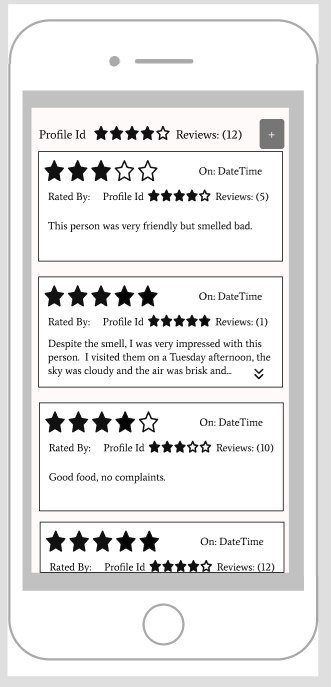 Profile Id Reviews: (12) +
On: DateTime
Rated By: Profile Id Reviews: (5)
This person was very friendly but smelled bad.
On: DateTime
Rated By: Profile Id Reviews: (1)
Despite the smell, I was very impressed with this
person. I visited them on a Tuesday afternoon, the
sky was cloudy and the air was brisk and...
On: DateTime
Rated By: Profile Id Reviews: (10)
Good food, no complaints.
On: DateTime
Rated By: Profile Id Reviews: (12)